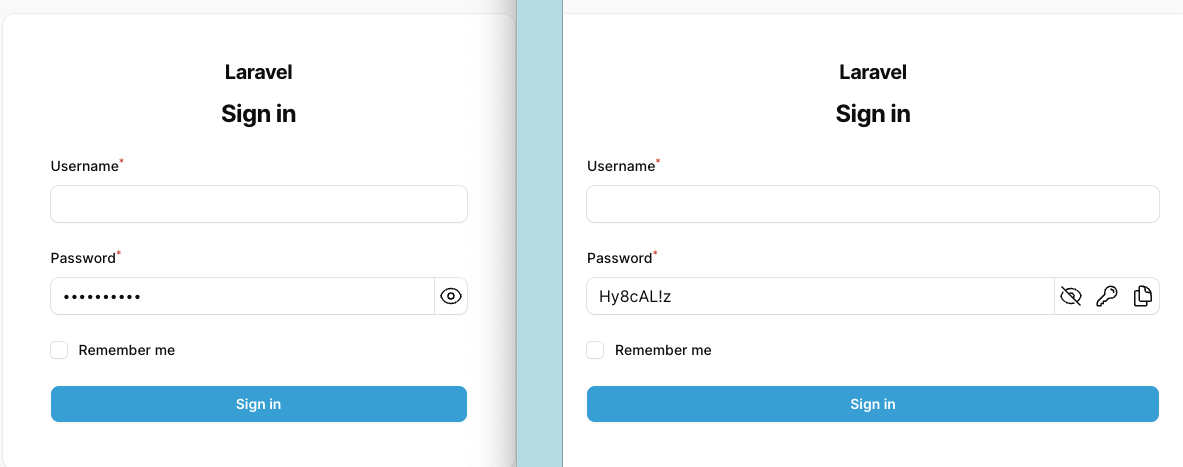 Laravel
Sign in
Username*
Password*
••••••••••
Remember me
Sign in
Laravel
Sign in
Username*
Password*
Hy8cAL!z
Remember me
Sign in